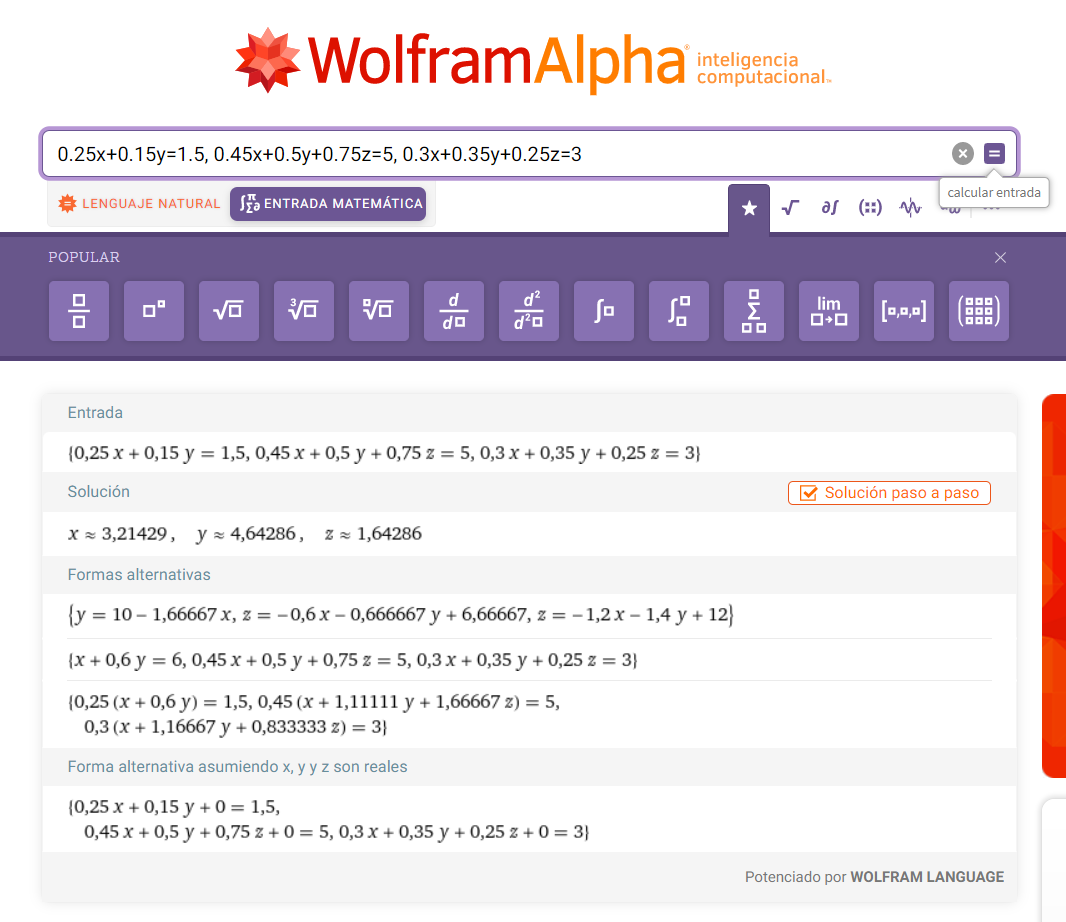 WolframAlpha® inteligencia
computacional™
0.25x+0.15y=1.5, 0.45x+0.5y+0.75z=5, 0.3x+0.35y+0.25z=3
calcular entrada
LENGUAJE NATURAL
ENTRADA MATEMÁTICA
POPULAR
d/d□
d²/d²□
lim
Entrada
{0,25 x + 0,15 y = 1,5, 0,45 x + 0,5 y + 0,75 z = 5, 0,3 x + 0,35 y + 0,25 z = 3}
Solución
Solución paso a paso
x ≈ 3,21429 , y ≈ 4,64286 , z ≈ 1,64286
Formas alternativas
{y = 10 – 1,66667 x, z = −0,6 x − 0,666667 y + 6,66667, z = −1,2 x − 1,4 y + 12}
{x + 0,6 y = 6, 0,45 x + 0,5 y + 0,75 z = 5, 0,3 x + 0,35 y + 0,25 z = 3}
{0,25 (x + 0,6 y) = 1,5, 0,45 (x + 1,11111 y + 1,66667 z) = 5,
0,3 (x + 1,16667 y + 0,833333 z) = 3}
Forma alternativa asumiendo x, y y z son reales
{0,25 x + 0,15 y + 0 = 1,5,
0,45 x + 0,5 y + 0,75 z + 0 = 5, 0,3 x + 0,35 y + 0,25 z + 0 = 3}
Potenciado por WOLFRAM LANGUAGE